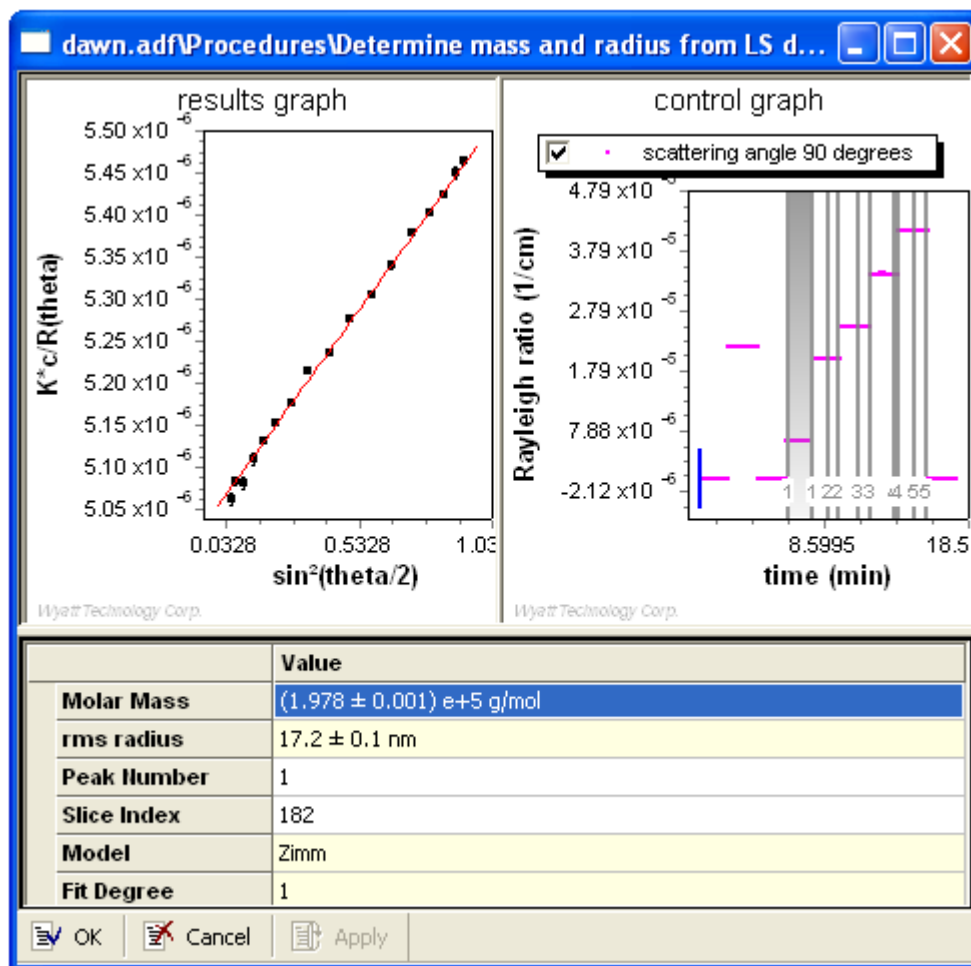 dawn.adf\Procedures\Determine mass and radius from LS d...
results graph
5.50 x10 -6
5.45 x10 -6
5.40 x10 -6
5.35 x10 -6
5.30 x10 -6
5.25 x10 -6
5.20 x10 -6
5.15 x10 -6
5.10 x10 -6
5.05 x10 -6
K*c/R(theta)
0.0328 0.5328 1.03
sin²(theta/2)
Wyatt Technology Corp.
control graph
scattering angle 90 degrees
4.79 x10 -5
3.79 x10 -5
2.79 x10 -5
1.79 x10 -5
7.88 x10 -6
-2.12 x10 -6
Rayleigh ratio (1/cm)
1 1 22 33 4 55
8.5995 18.5
time (min)
Wyatt Technology Corp.
Value
Molar Mass (1.978 ± 0.001) e+5 g/mol
rms radius 17.2 ± 0.1 nm
Peak Number 1
Slice Index 182
Model Zimm
Fit Degree 1
OK Cancel Apply